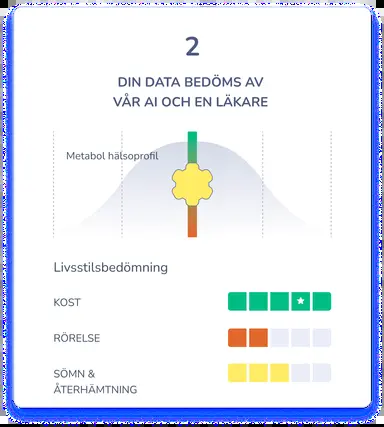 2
DIN DATA BEDÖMS AV
VÅR AI OCH EN LÄKARE
Metabol hälsoprofil
Livsstilsbedömning
KOST
RÖRELSE
SÖMN &
ÅTERHÄMTNING